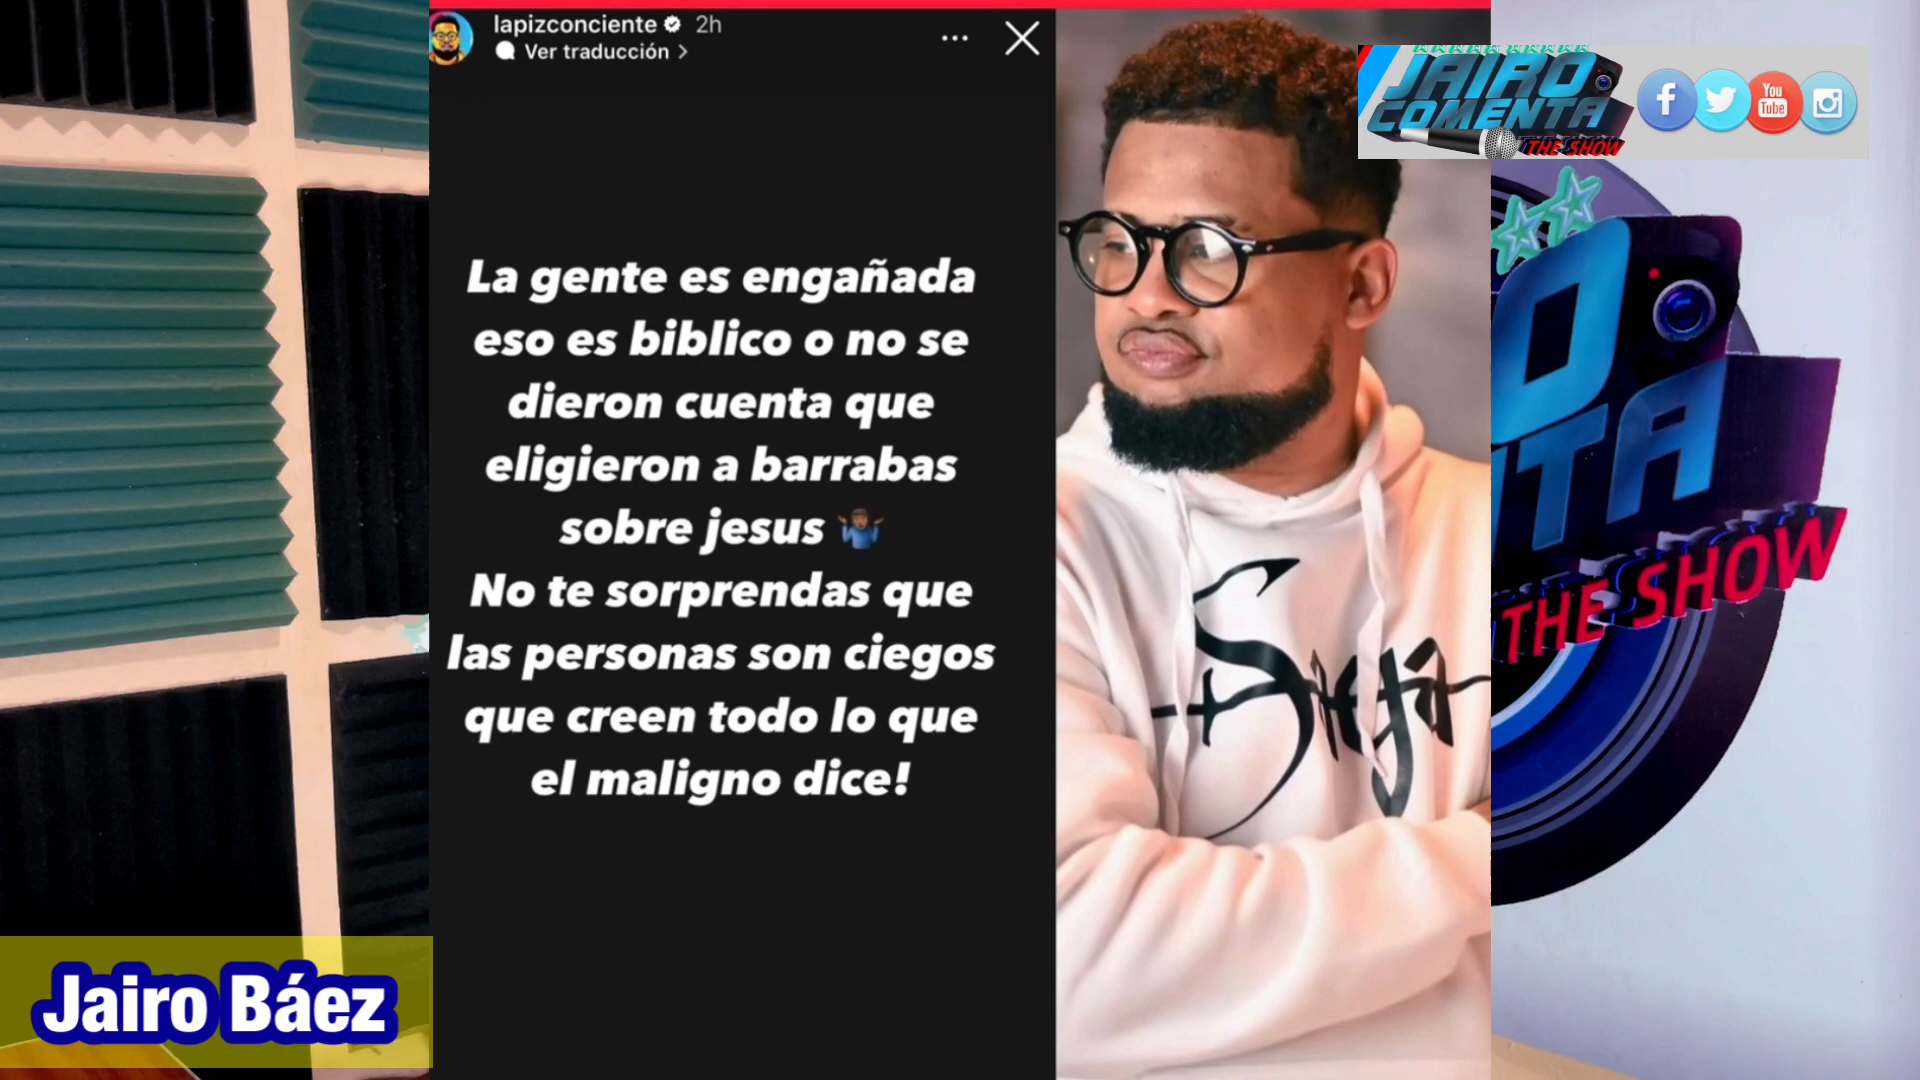 lapizconciente 2h
Ver traducción >
JAIRO
COMENTA
THE SHOW
You
Tube
La gente es engañada
eso es biblico o no se
dieron cuenta que
eligieron a barrabas
sobre jesus 🤷🏾‍♂️
No te sorprendas que
las personas son ciegos
que creen todo lo que
el maligno dice!
O
NTA
THE SHOW
Jairo Báez